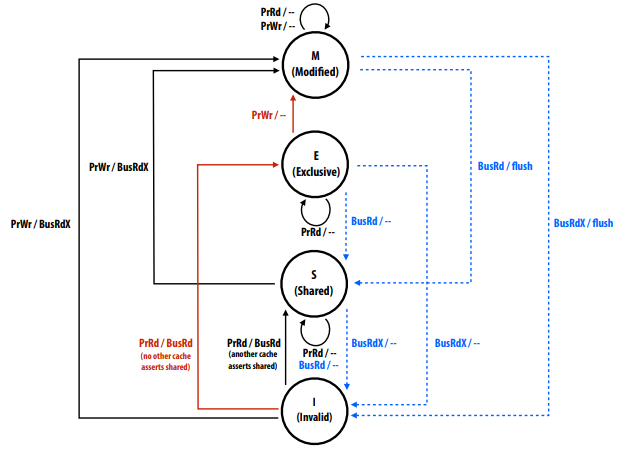 PrRd / --
PrWr / --
M
(Modified)
PrWr / --
E
(Exclusive)
PrWr / BusRdX
BusRd / flush
PrRd / --
BusRd / --
PrWr / BusRdX
BusRdX / flush
S
(Shared)
PrRd / BusRd
(no other cache
asserts shared)
PrRd / BusRd
(another cache
asserts shared)
PrRd / --
BusRd / --
BusRdX / --
BusRdX / --
I
(Invalid)